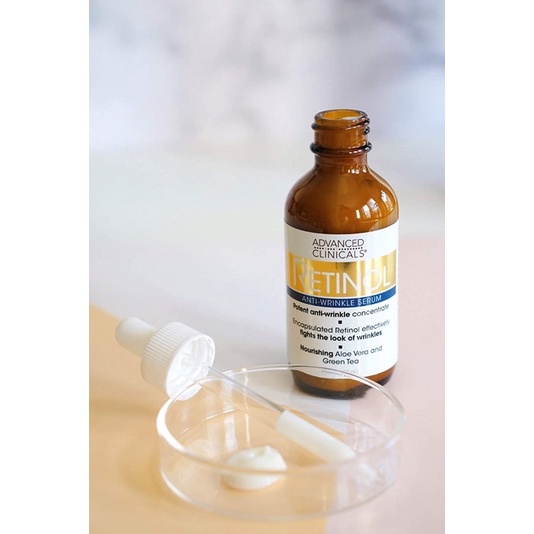 ADVANCED
CLINICALS®
RETINOL
ANTI-WRINKLE SERUM
Potent anti-wrinkle concentrate
Encapsulated Retinol effectively
fights the look of wrinkles
Nourishing Aloe Vera and
Green Tea